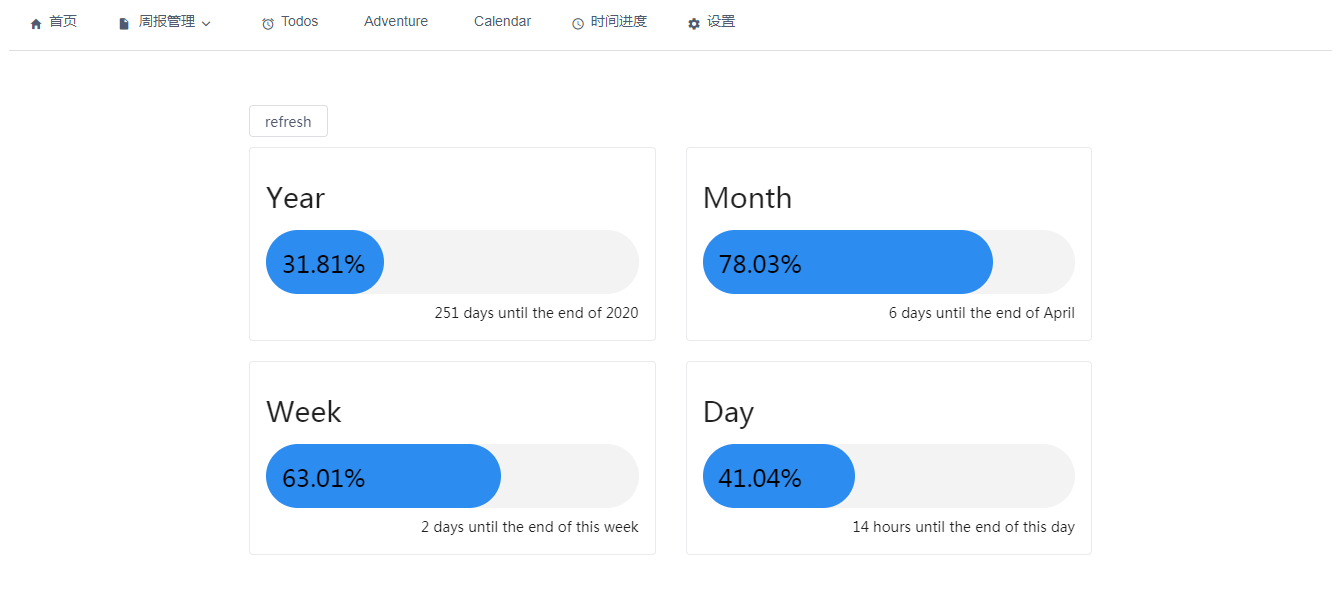 首页 周报管理 Todos Adventure Calendar 时间进度 设置
refresh
Year
31.81%
251 days until the end of 2020
Month
78.03%
6 days until the end of April
Week
63.01%
2 days until the end of this week
Day
41.04%
14 hours until the end of this day